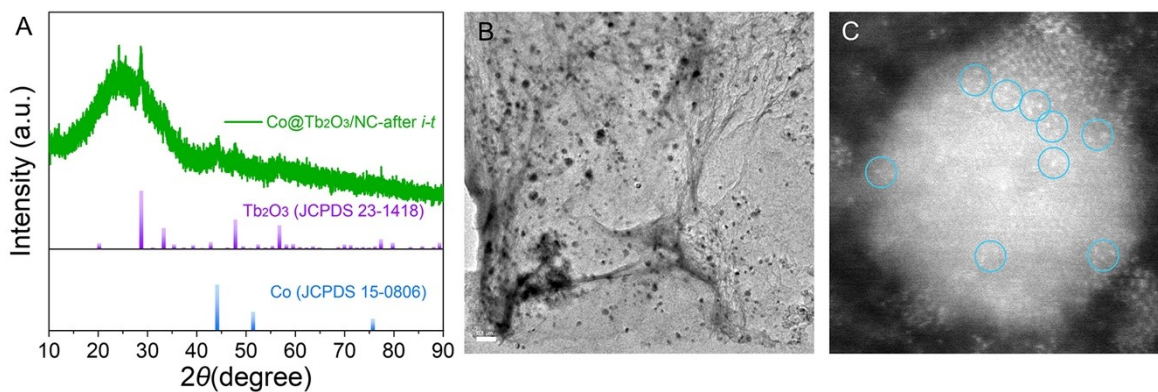 A
Intensity (a.u.)
Co@Tb₂O₃/NC-after i-t
Tb₂O₃ (JCPDS 23-1418)
Co (JCPDS 15-0806)
10 20 30 40 50 60 70 80 90
2θ(degree)
B
C